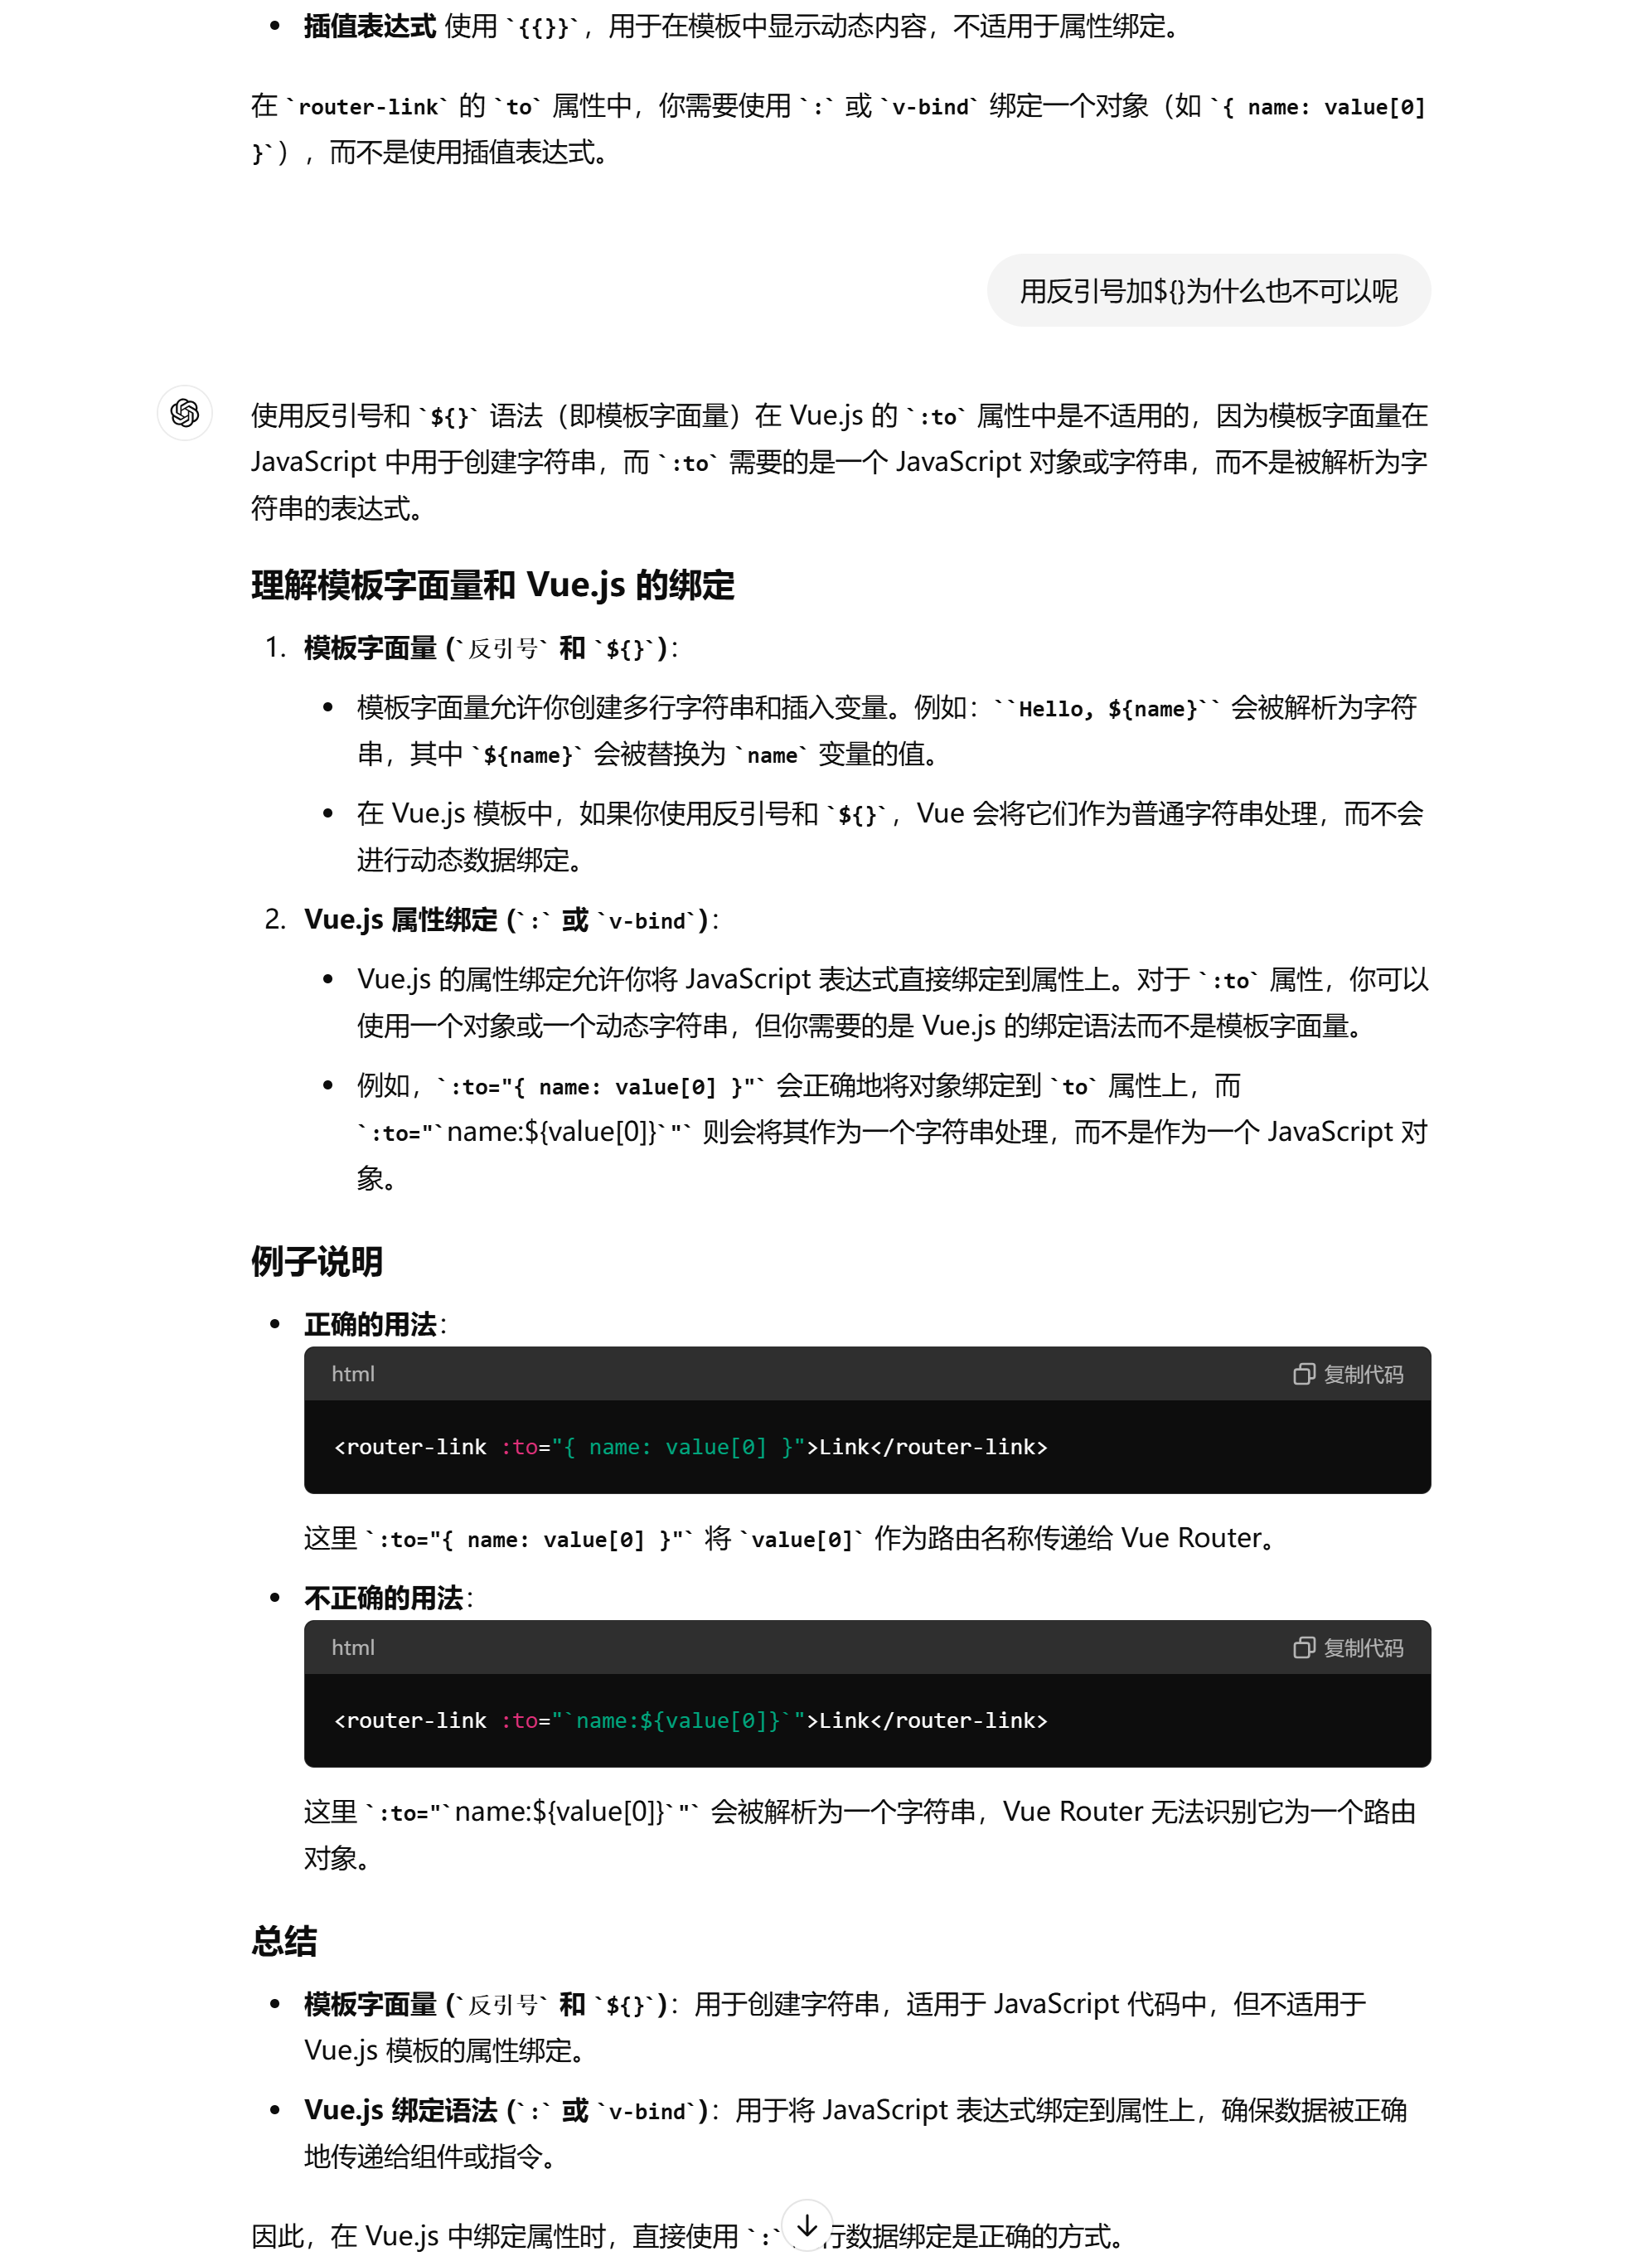 • 插值表达式 使用 `{{}}`，用于在模板中显示动态内容，不适用于属性绑定。
在 `router-link` 的 `to` 属性中，你需要使用 `:` 或 `v-bind` 绑定一个对象（如 `{ name: value[0]
}`），而不是使用插值表达式。
用反引号加${}为什么也不可以呢
使用反引号和 `${}` 语法（即模板字面量）在 Vue.js 的 `:to` 属性中是不适用的，因为模板字面量在
JavaScript 中用于创建字符串，而 `:to` 需要的是一个 JavaScript 对象或字符串，而不是被解析为字
符串的表达式。
理解模板字面量和 Vue.js 的绑定
1. 模板字面量 (`反引号` 和 `${}`)：
• 模板字面量允许你创建多行字符串和插入变量。例如：``Hello, ${name}`` 会被解析为字符
串，其中 `${name}` 会被替换为 `name` 变量的值。
• 在 Vue.js 模板中，如果你使用反引号和 `${}`，Vue 会将它们作为普通字符串处理，而不会
进行动态数据绑定。
2. Vue.js 属性绑定 (`:` 或 `v-bind`)：
• Vue.js 的属性绑定允许你将 JavaScript 表达式直接绑定到属性上。对于 `:to` 属性，你可以
使用一个对象或一个动态字符串，但你需要的是 Vue.js 的绑定语法而不是模板字面量。
• 例如，`:to="{ name: value[0] }"` 会正确地将对象绑定到 `to` 属性上，而
`:to="`name:${value[0]}`"` 则会将其作为一个字符串处理，而不是作为一个 JavaScript 对
象。
例子说明
• 正确的用法：
html 复制代码
<router-link :to="{ name: value[0] }">Link</router-link>
这里 `:to="{ name: value[0] }"` 将 `value[0]` 作为路由名称传递给 Vue Router。
• 不正确的用法：
html 复制代码
<router-link :to="`name:${value[0]}`">Link</router-link>
这里 `:to="`name:${value[0]}`"` 会被解析为一个字符串，Vue Router 无法识别它为一个路由
对象。
总结
• 模板字面量 (`反引号` 和 `${}`)：用于创建字符串，适用于 JavaScript 代码中，但不适用于
Vue.js 模板的属性绑定。
• Vue.js 绑定语法 (`:` 或 `v-bind`)：用于将 JavaScript 表达式绑定到属性上，确保数据被正确
地传递给组件或指令。
因此，在 Vue.js 中绑定属性时，直接使用 `:` 行数据绑定是正确的方式。